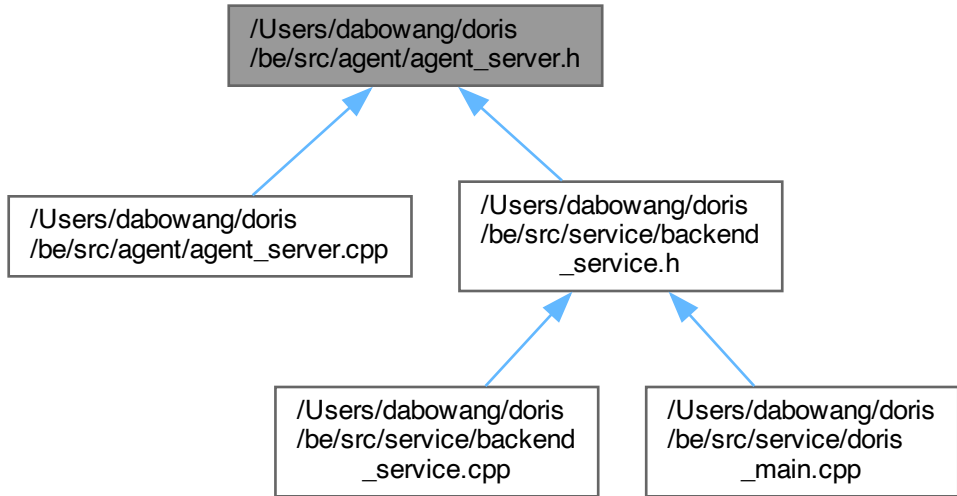 /Users/dabowang/doris
/be/src/agent/agent_server.h
/Users/dabowang/doris
/be/src/agent/agent_server.cpp
/Users/dabowang/doris
/be/src/service/backend
_service.h
/Users/dabowang/doris
/be/src/service/backend
_service.cpp
/Users/dabowang/doris
/be/src/service/doris
_main.cpp